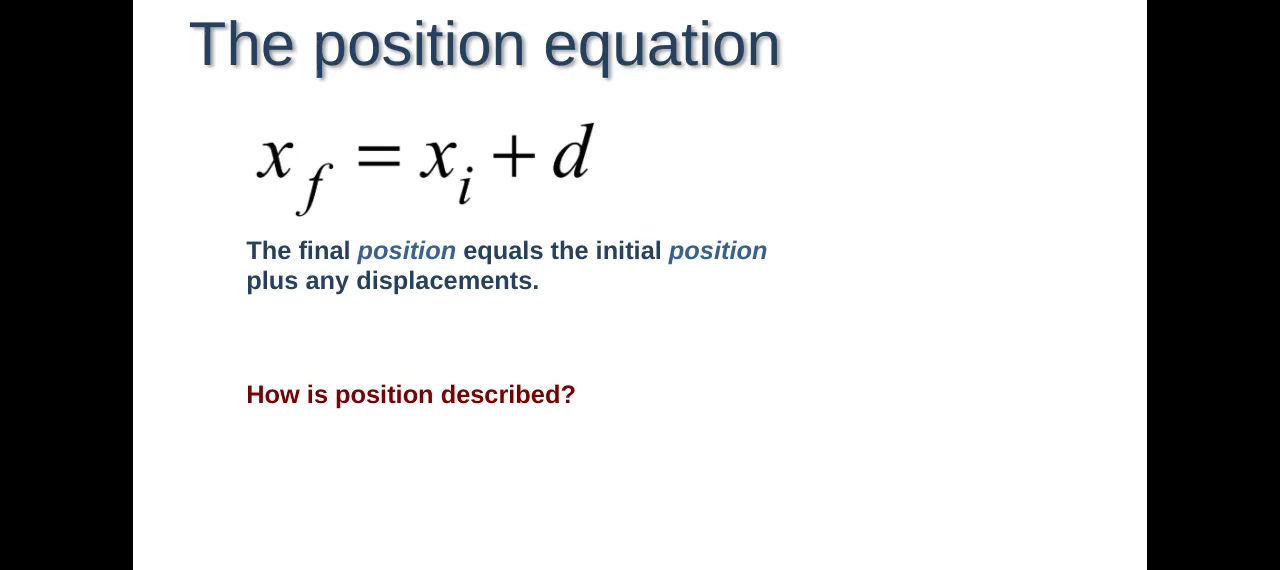 The position equation
x_f = x_i + d
The final position equals the initial position
plus any displacements.
How is position described?